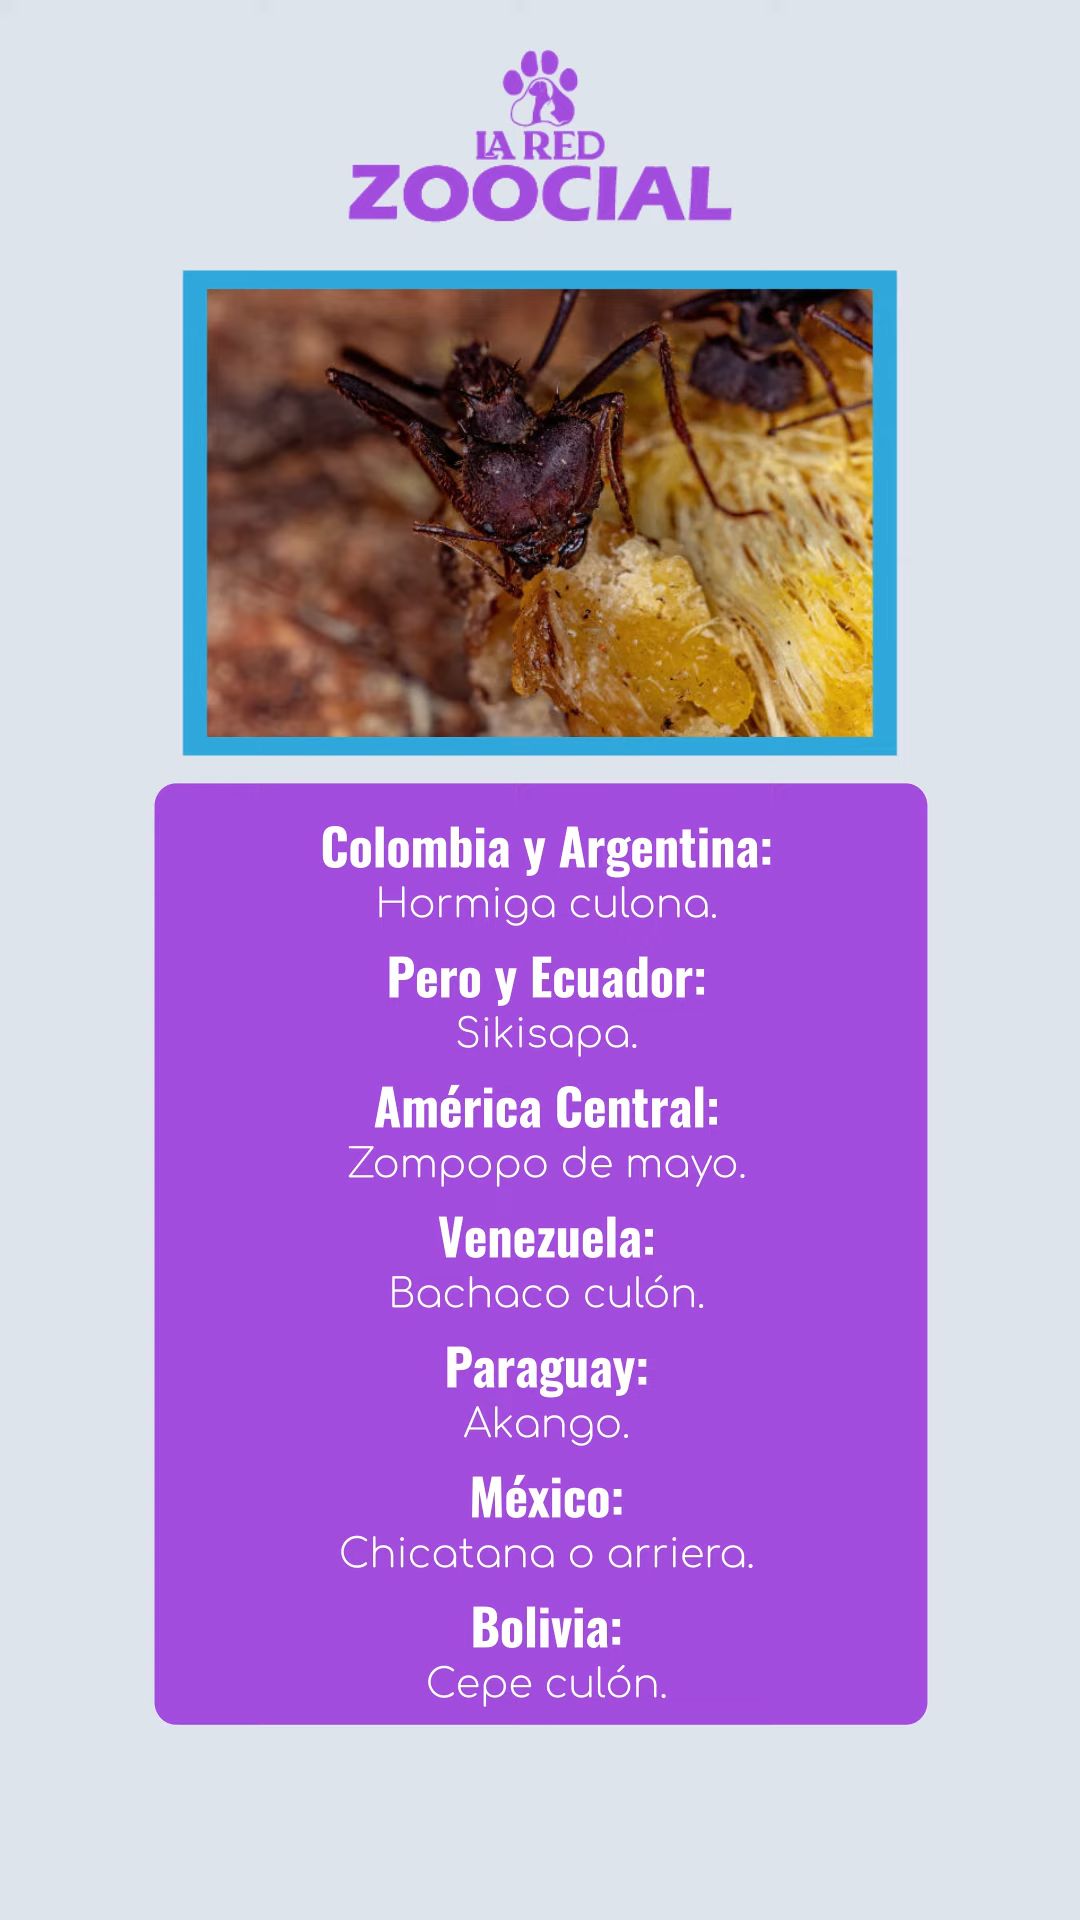 LA RED
ZOOCIAL
Colombia y Argentina:
Hormiga culona.
Pero y Ecuador:
Sikisapa.
América Central:
Zompopo de mayo.
Venezuela:
Bachaco culón.
Paraguay:
Akango.
México:
Chicatana o arriera.
Bolivia:
Cepe culón.